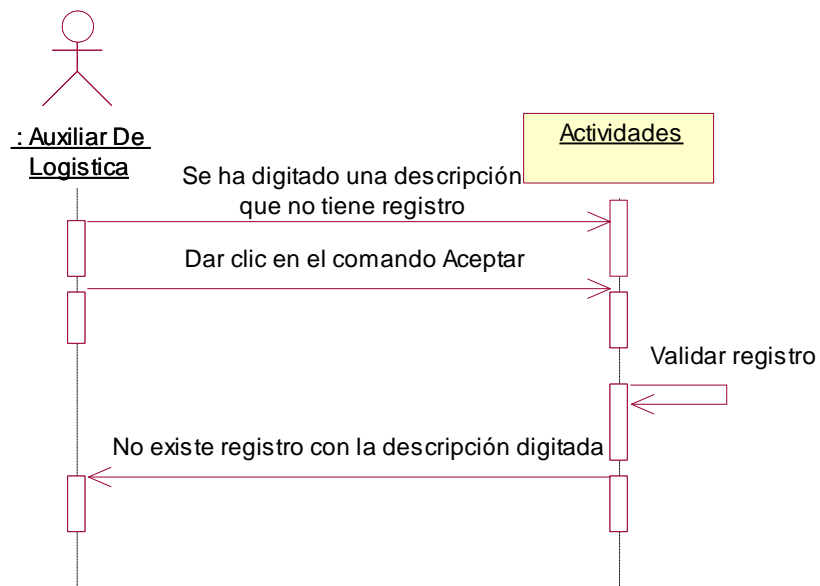 : Auxiliar De
Logistica
Actividades
Se ha digitado una descripción
que no tiene registro
Dar clic en el comando Aceptar
Validar registro
No existe registro con la descripción digitada